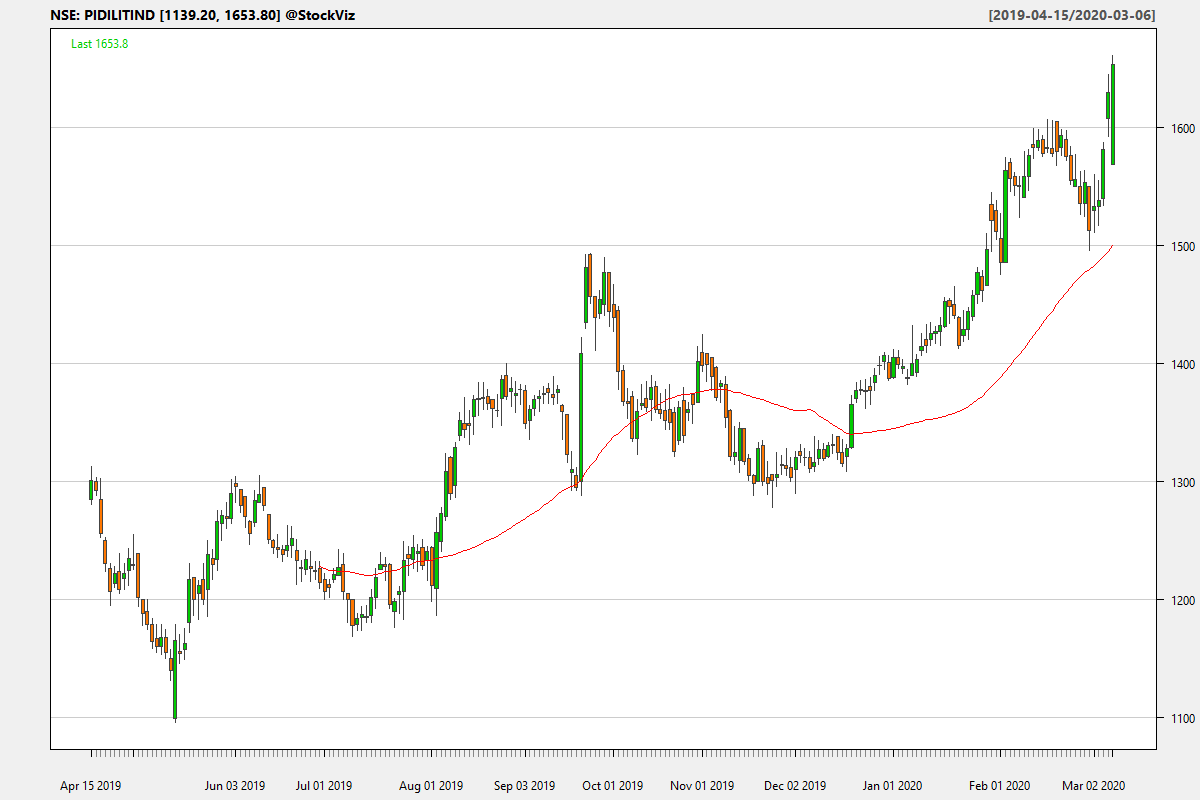 NSE: PIDILITIND [1139.20, 1653.80] @StockViz [2019-04-15/2020-03-06]
Last 1653.8
1600
1500
1400
1300
1200
1100
Apr 15 2019 Jun 03 2019 Jul 01 2019 Aug 01 2019 Sep 03 2019 Oct 01 2019 Nov 01 2019 Dec 02 2019 Jan 01 2020 Feb 01 2020 Mar 02 2020